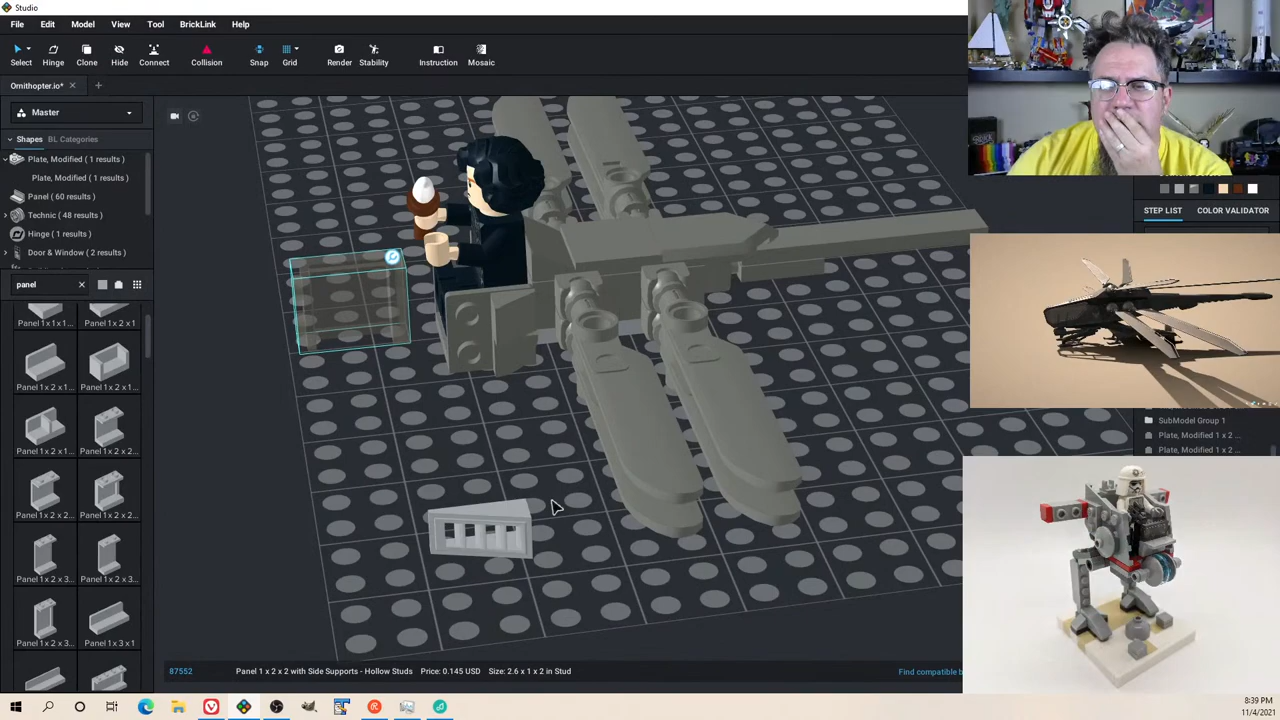 Studio
File Edit Model View Tool BrickLink Help
Select Hinge Clone Hide Connect Collision Snap Grid Render Stability Instruction Mosaic
Ornithopter.io*
Master
Shapes BL Categories
Plate, Modified ( 1 results )
Plate, Modified ( 1 results )
Panel ( 60 results )
Technic ( 48 results )
Hinge ( 1 results )
Door & Window ( 2 results )
panel
Panel 1 x 1 x 1... Panel 1 x 2 x 1
Panel 1 x 2 x 1... Panel 1 x 2 x 1...
Panel 1 x 2 x 1... Panel 1 x 2 x 2...
Panel 1 x 2 x 2... Panel 1 x 2 x 2...
Panel 1 x 2 x 3... Panel 1 x 2 x 3...
Panel 1 x 2 x 3... Panel 1 x 3 x 1
STEP LIST COLOR VALIDATOR
SubModel Group 1
Plate, Modified 1 x 2 ...
Plate, Modified 1 x 2 ...
87552 Panel 1 x 2 x 2 with Side Supports - Hollow Studs Price: 0.145 USD Size: 2.6 x 1 x 2 in Stud Find compatible b
8:39 PM
11/4/2021